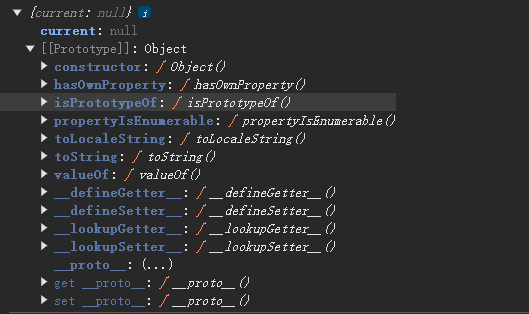 {current: null} i
current: null
[[Prototype]]: Object
constructor: ƒ Object()
hasOwnProperty: ƒ hasOwnProperty()
isPrototypeOf: ƒ isPrototypeOf()
propertyIsEnumerable: ƒ propertyIsEnumerable()
toLocaleString: ƒ toLocaleString()
toString: ƒ toString()
valueOf: ƒ valueOf()
__defineGetter__: ƒ __defineGetter__()
__defineSetter__: ƒ __defineSetter__()
__lookupGetter__: ƒ __lookupGetter__()
__lookupSetter__: ƒ __lookupSetter__()
__proto__: (...)
get __proto__: ƒ __proto__()
set __proto__: ƒ __proto__()